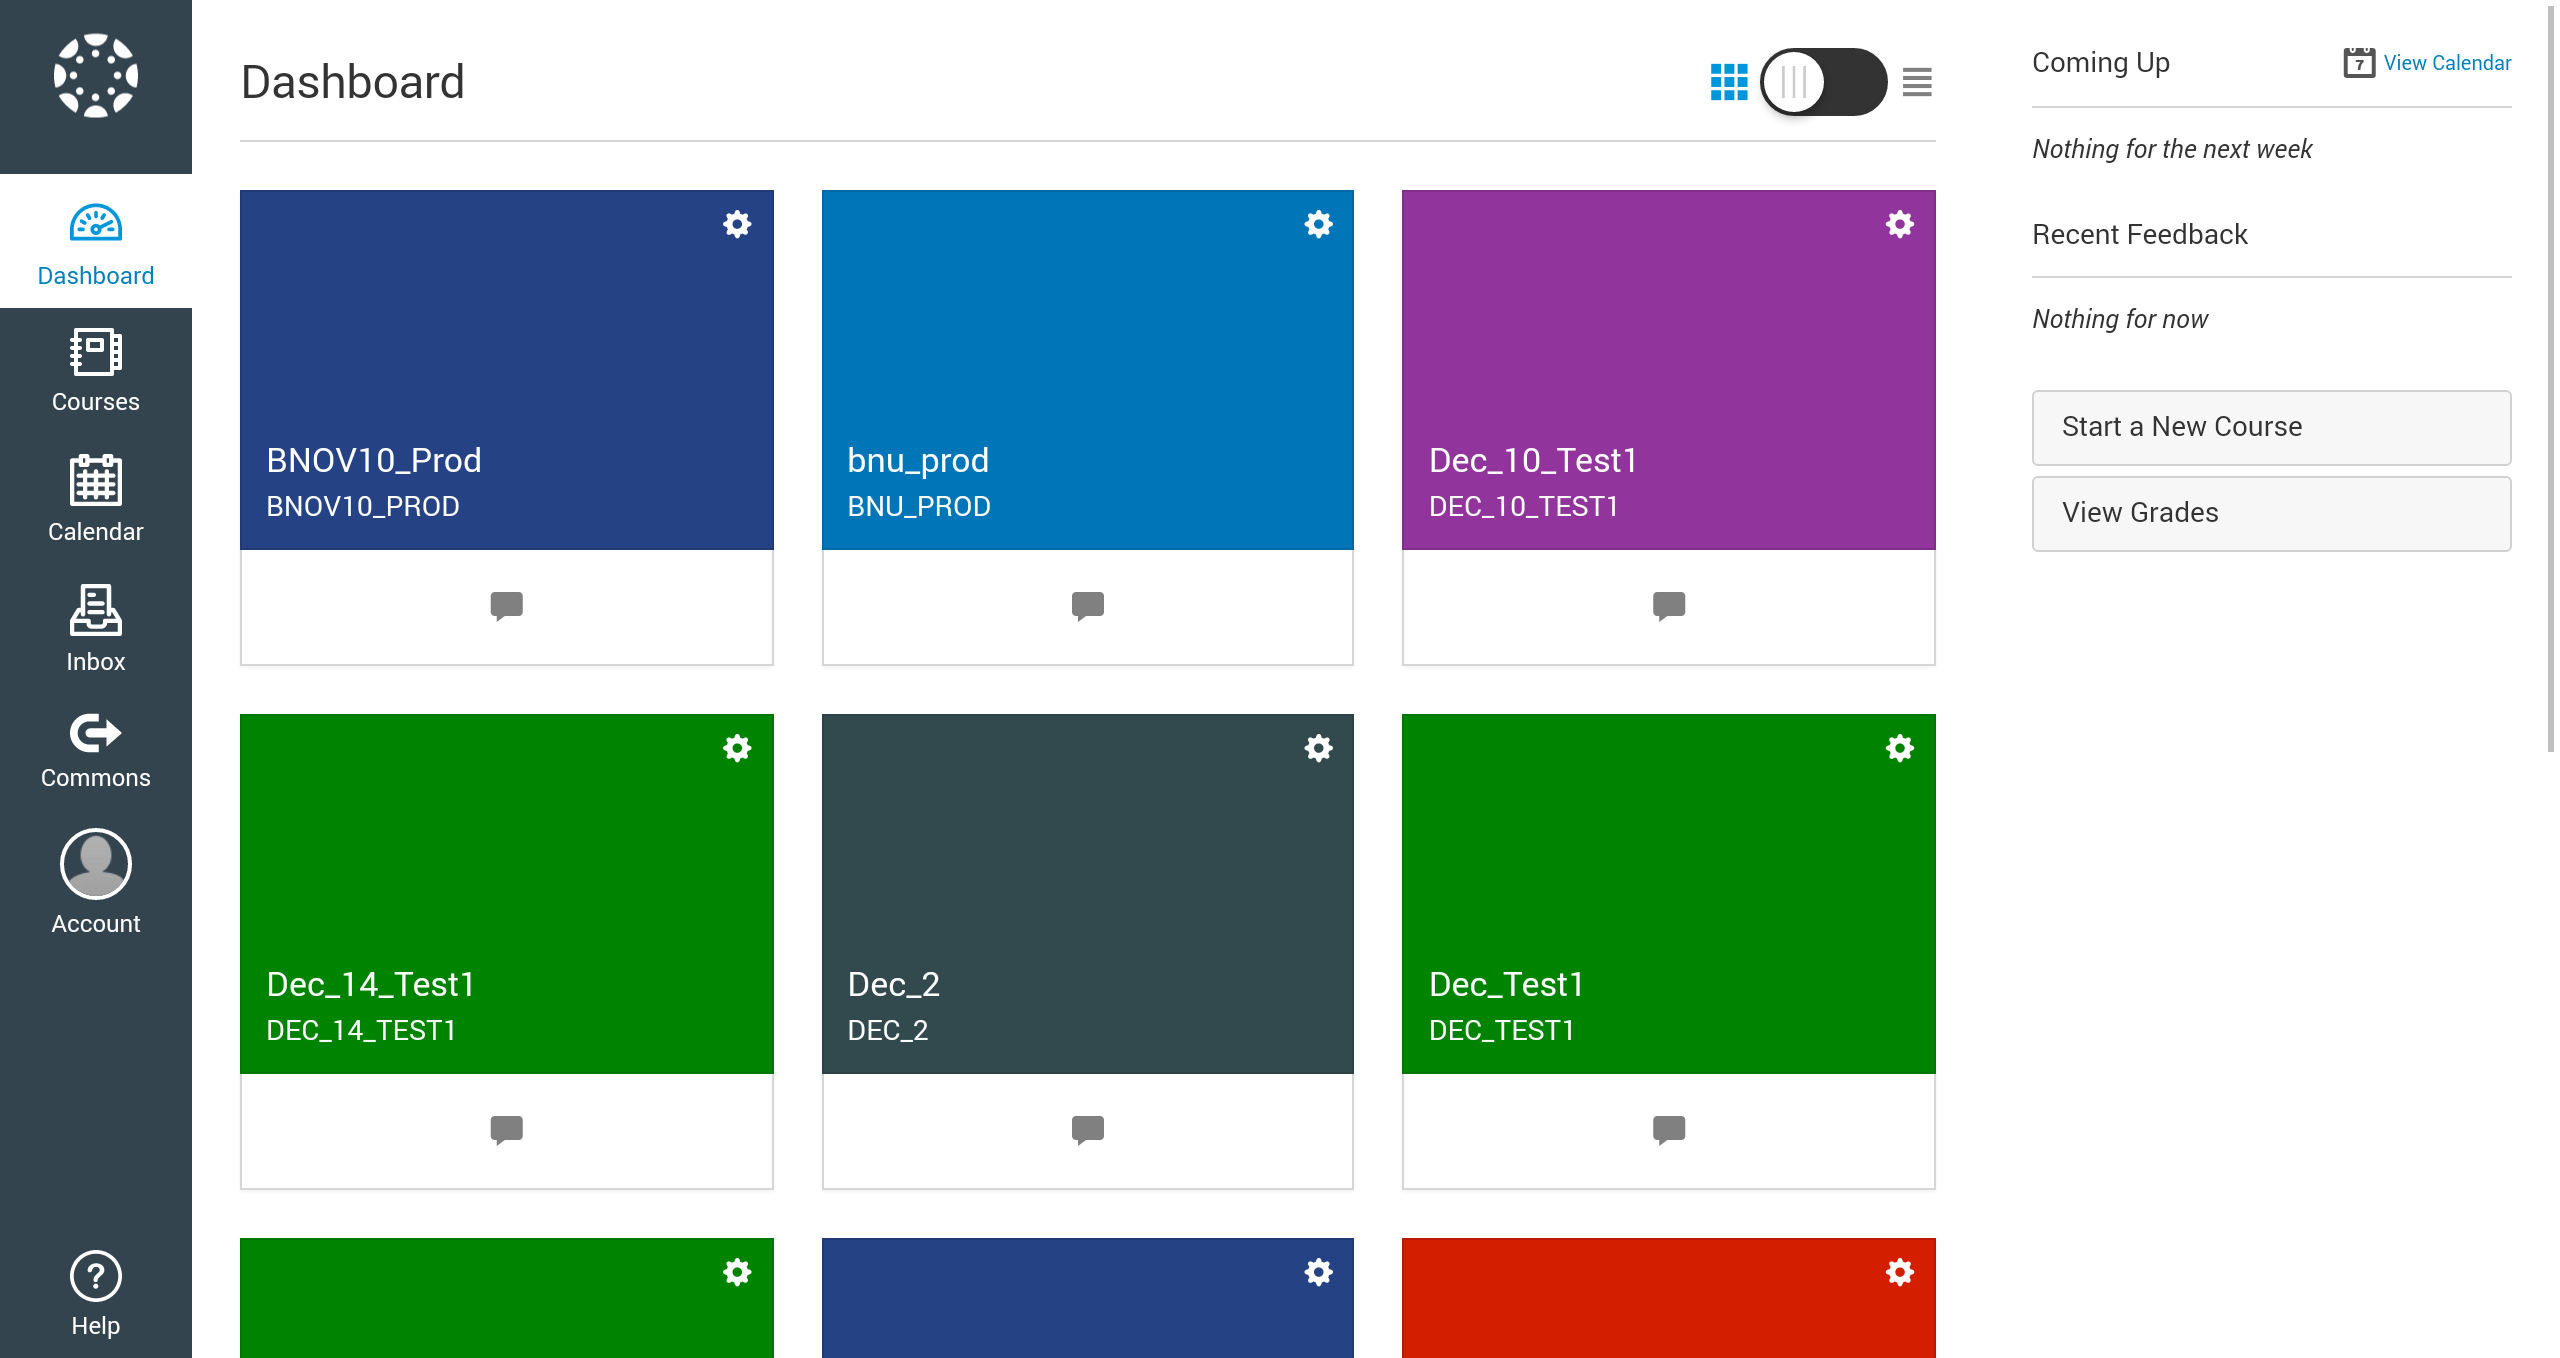 Dashboard
Courses
Calendar
Inbox
Commons
Account
Help
Dashboard
BNOV10_Prod
BNOV10_PROD
bnu_prod
BNU_PROD
Dec_10_Test1
DEC_10_TEST1
Dec_14_Test1
DEC_14_TEST1
Dec_2
DEC_2
Dec_Test1
DEC_TEST1
Coming Up
7 View Calendar
Nothing for the next week
Recent Feedback
Nothing for now
Start a New Course
View Grades